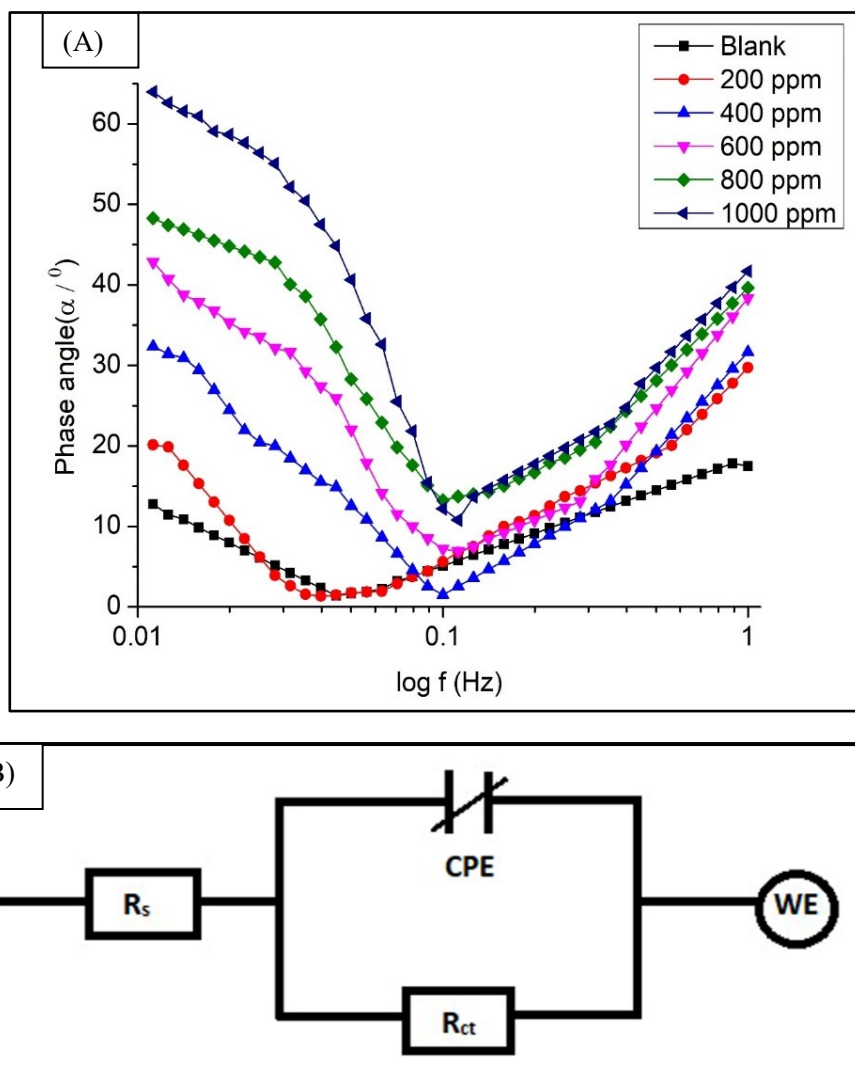 (A)
Blank
200 ppm
400 ppm
600 ppm
800 ppm
1000 ppm
Phase angle(α / ⁰)
60
50
40
30
20
10
0
0.01
0.1
1
log f (Hz)
B)
CPE
Rs
WE
Rct